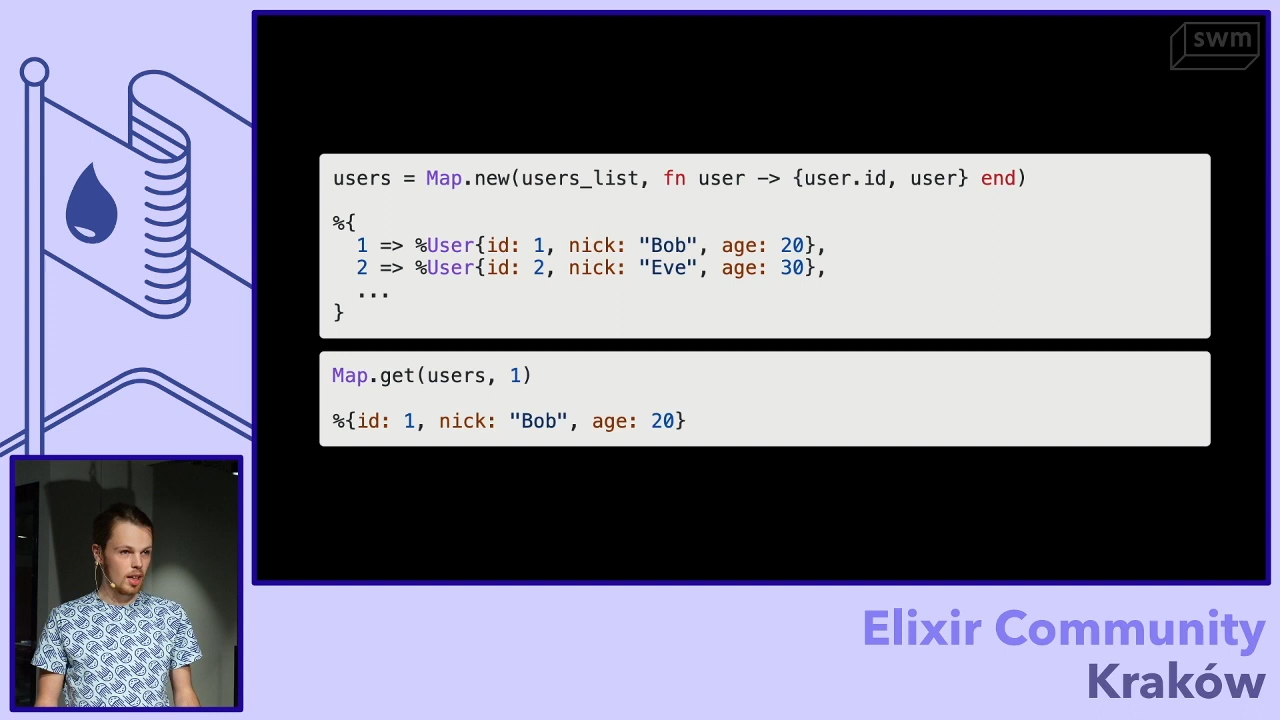 swm
users = Map.new(users_list, fn user -> {user.id, user} end)
%{
1 => %User{id: 1, nick: "Bob", age: 20},
2 => %User{id: 2, nick: "Eve", age: 30},
...
}
Map.get(users, 1)
%{id: 1, nick: "Bob", age: 20}
Elixir Community
Kraków